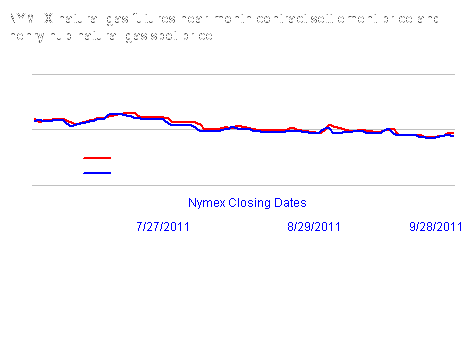 NYMEX natural gas futures near-month contract settlement price and
henry hub natural gas spot price
Nymex Closing Dates
7/27/2011 8/29/2011 9/28/2011